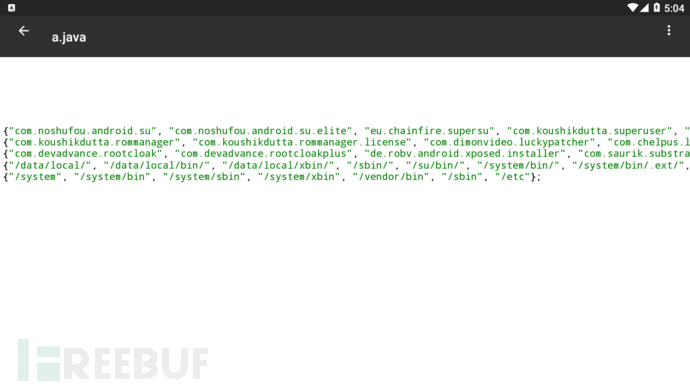 5:04
a.java
{"com.noshufou.android.su", "com.noshufou.android.su.elite", "eu.chainfire.supersu", "com.koushikdutta.superuser", "
{"com.koushikdutta.rommanager", "com.koushikdutta.rommanager.license", "com.dimonvideo.luckypatcher", "com.chelpus.l
{"com.devadvance.rootcloak", "com.devadvance.rootcloakplus", "de.robv.android.xposed.installer", "com.saurik.substra
{"/data/local/", "/data/local/bin/", "/data/local/xbin/", "/sbin/", "/su/bin/", "/system/bin/", "/system/bin/.ext/",
{"/system", "/system/bin", "/system/sbin", "/system/xbin", "/vendor/bin", "/sbin", "/etc"};
FREEBUF